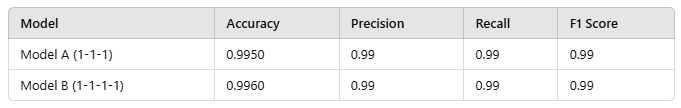 Model Accuracy Precision Recall F1 Score
Model A (1-1-1) 0.9950 0.99 0.99 0.99
Model B (1-1-1-1) 0.9960 0.99 0.99 0.99